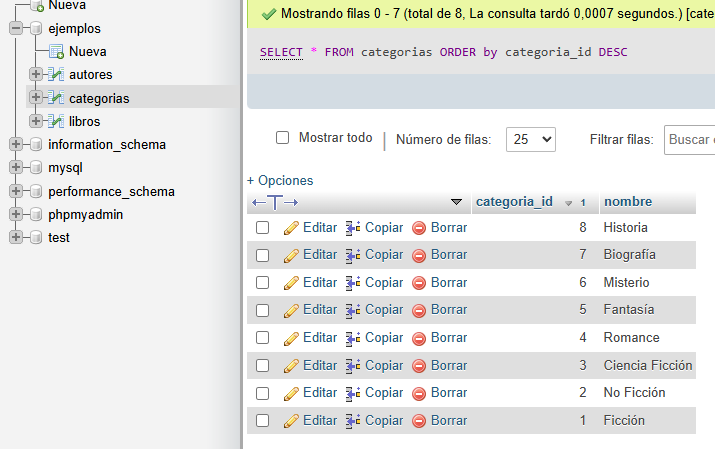 Nueva
ejemplos
Nueva
autores
categorias
libros
information_schema
mysql
performance_schema
phpmyadmin
test
Mostrando filas 0 - 7 (total de 8, La consulta tardó 0,0007 segundos.) [cate
SELECT * FROM categorias ORDER by categoria_id DESC
Mostrar todo | Número de filas: 25 Filtrar filas: Buscar
+ Opciones
←T→ categoria_id 1 nombre
Editar Copiar Borrar 8 Historia
Editar Copiar Borrar 7 Biografía
Editar Copiar Borrar 6 Misterio
Editar Copiar Borrar 5 Fantasía
Editar Copiar Borrar 4 Romance
Editar Copiar Borrar 3 Ciencia Ficción
Editar Copiar Borrar 2 No Ficción
Editar Copiar Borrar 1 Ficción